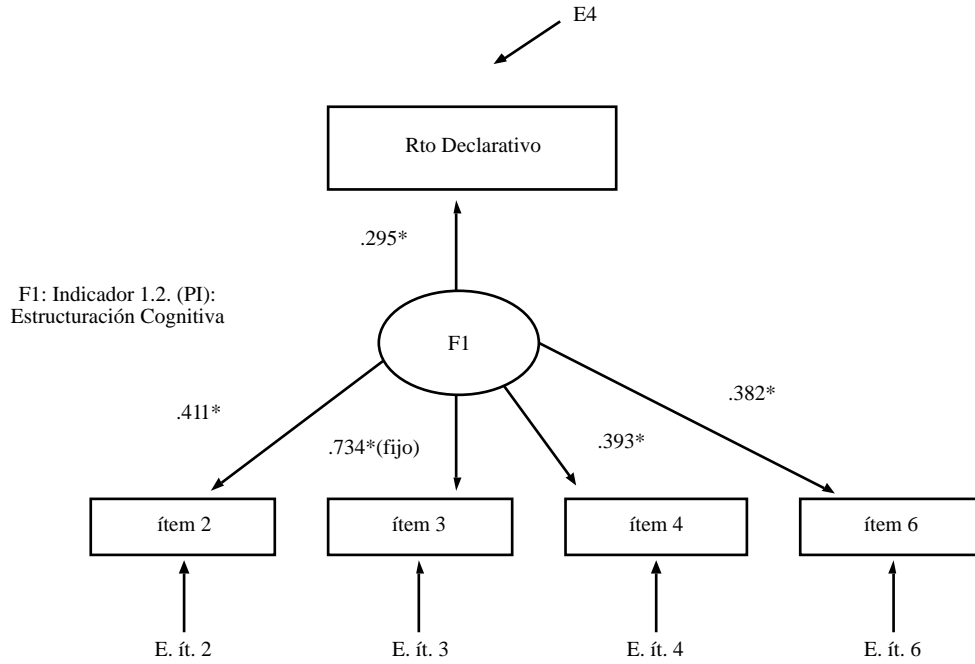 E4
Rto Declarativo
.295*
F1: Indicador 1.2. (PI):
Estructuración Cognitiva
F1
.411*
.734*(fijo)
.393*
.382*
ítem 2
ítem 3
ítem 4
ítem 6
E. ít. 2
E. ít. 3
E. ít. 4
E. ít. 6